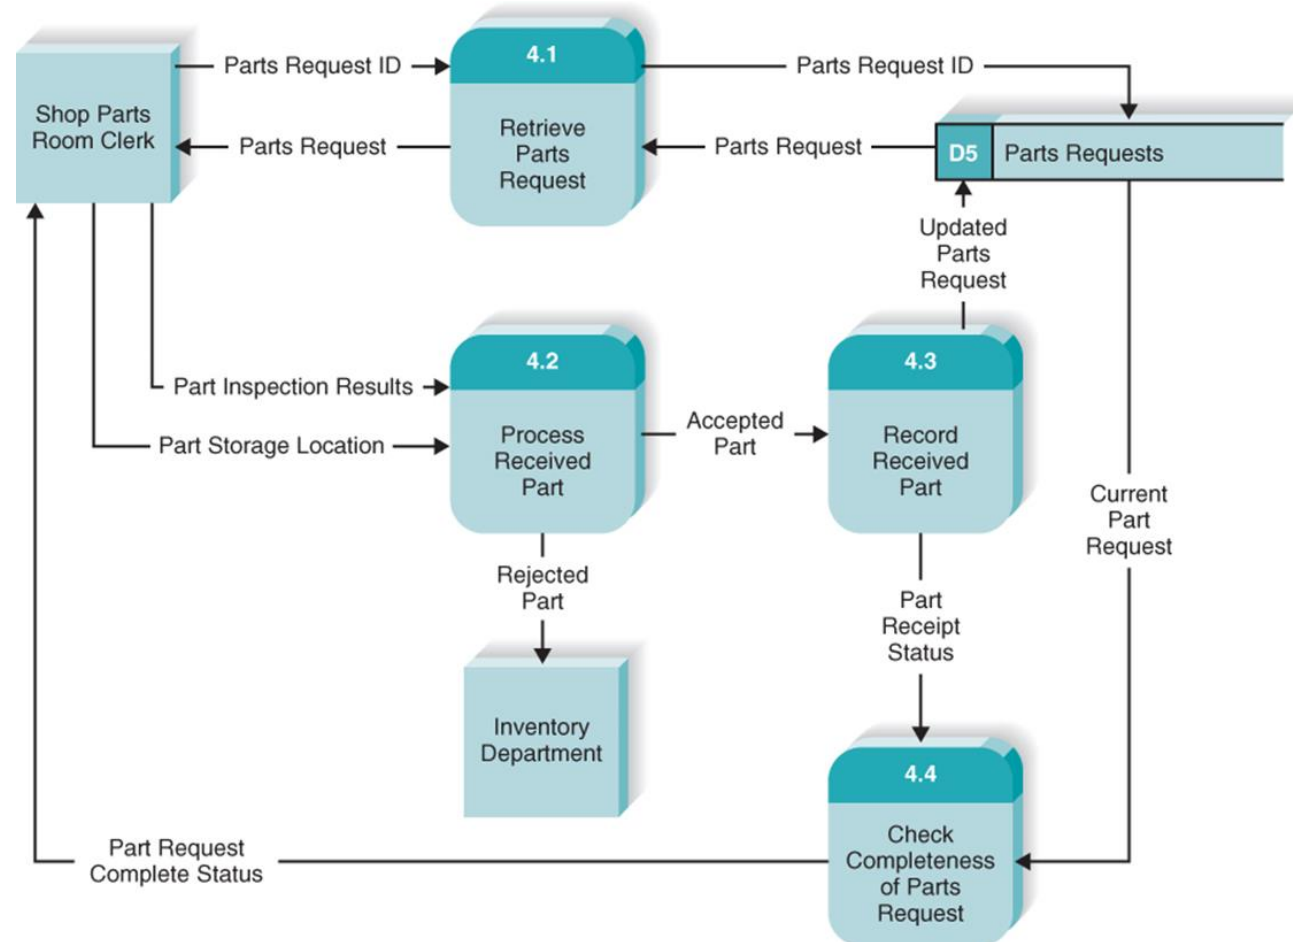 4.1
Parts Request ID
Parts Request ID
Shop Parts
Room Clerk
Retrieve
Parts
Request
Parts Request
Parts Request
D5
Parts Requests
Updated
Parts
Request
4.2
4.3
Part Inspection Results
Part Storage Location
Process
Received
Part
Accepted
Part
Record
Received
Part
Current
Part
Request
Rejected
Part
Part
Receipt
Status
Inventory
Department
4.4
Check
Completeness
of Parts
Request
Part Request
Complete Status